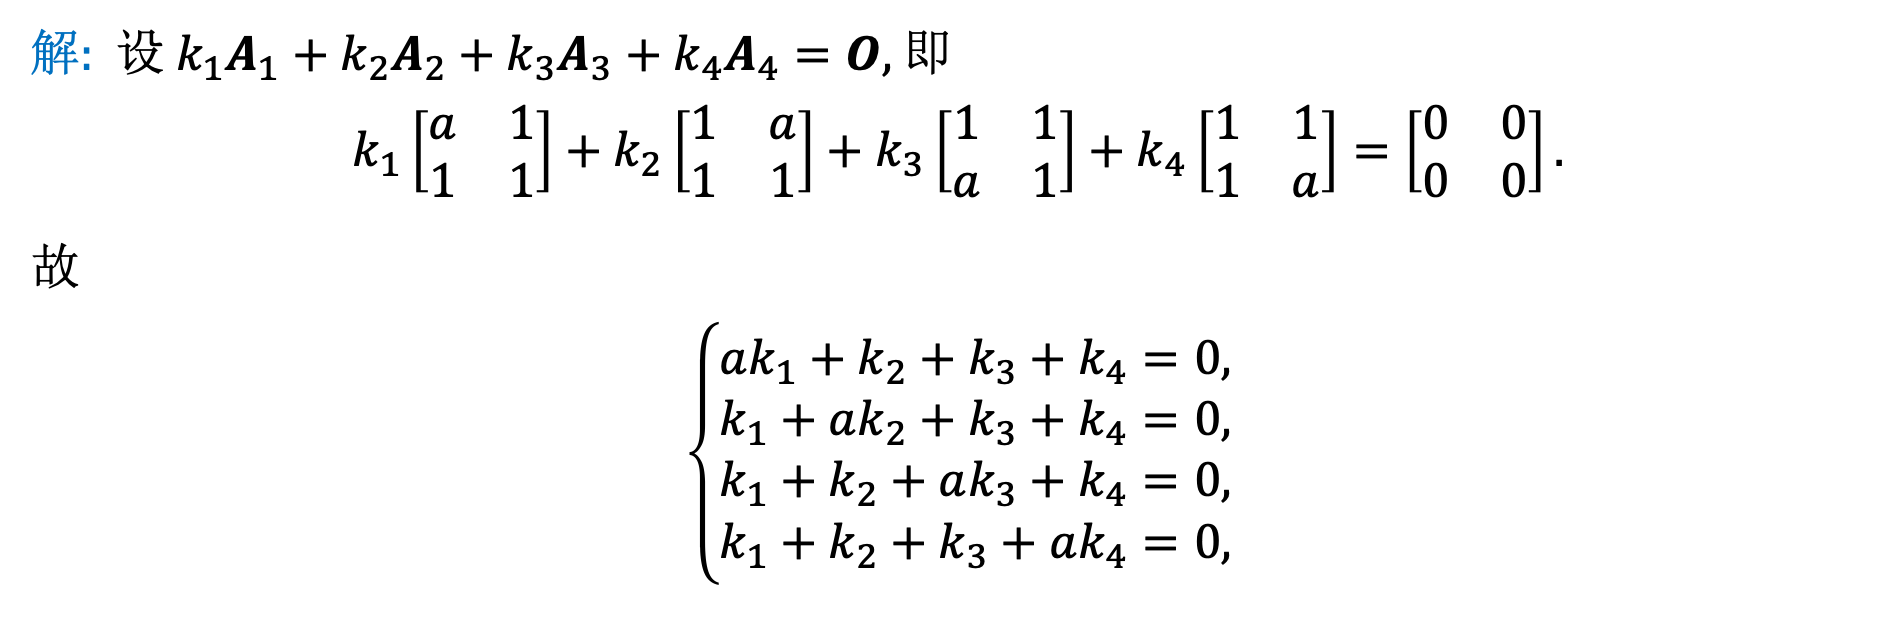 解: 设 k₁A₁ + k₂A₂ + k₃A₃ + k₄A₄ = O, 即
k₁ [a 1; 1 1] + k₂ [1 a; 1 1] + k₃ [1 1; a 1] + k₄ [1 1; 1 a] = [0 0; 0 0].
故
ak₁ + k₂ + k₃ + k₄ = 0,
k₁ + ak₂ + k₃ + k₄ = 0,
k₁ + k₂ + ak₃ + k₄ = 0,
k₁ + k₂ + k₃ + ak₄ = 0,